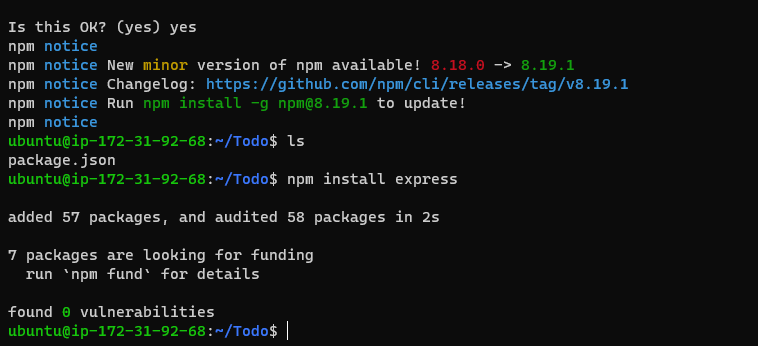 Is this OK? (yes) yes
npm notice
npm notice New minor version of npm available! 8.18.0 -> 8.19.1
npm notice Changelog: https://github.com/npm/cli/releases/tag/v8.19.1
npm notice Run npm install -g npm@8.19.1 to update!
npm notice
ubuntu@ip-172-31-92-68:~/Todo$ ls
package.json
ubuntu@ip-172-31-92-68:~/Todo$ npm install express
added 57 packages, and audited 58 packages in 2s
7 packages are looking for funding
  run `npm fund` for details
found 0 vulnerabilities
ubuntu@ip-172-31-92-68:~/Todo$